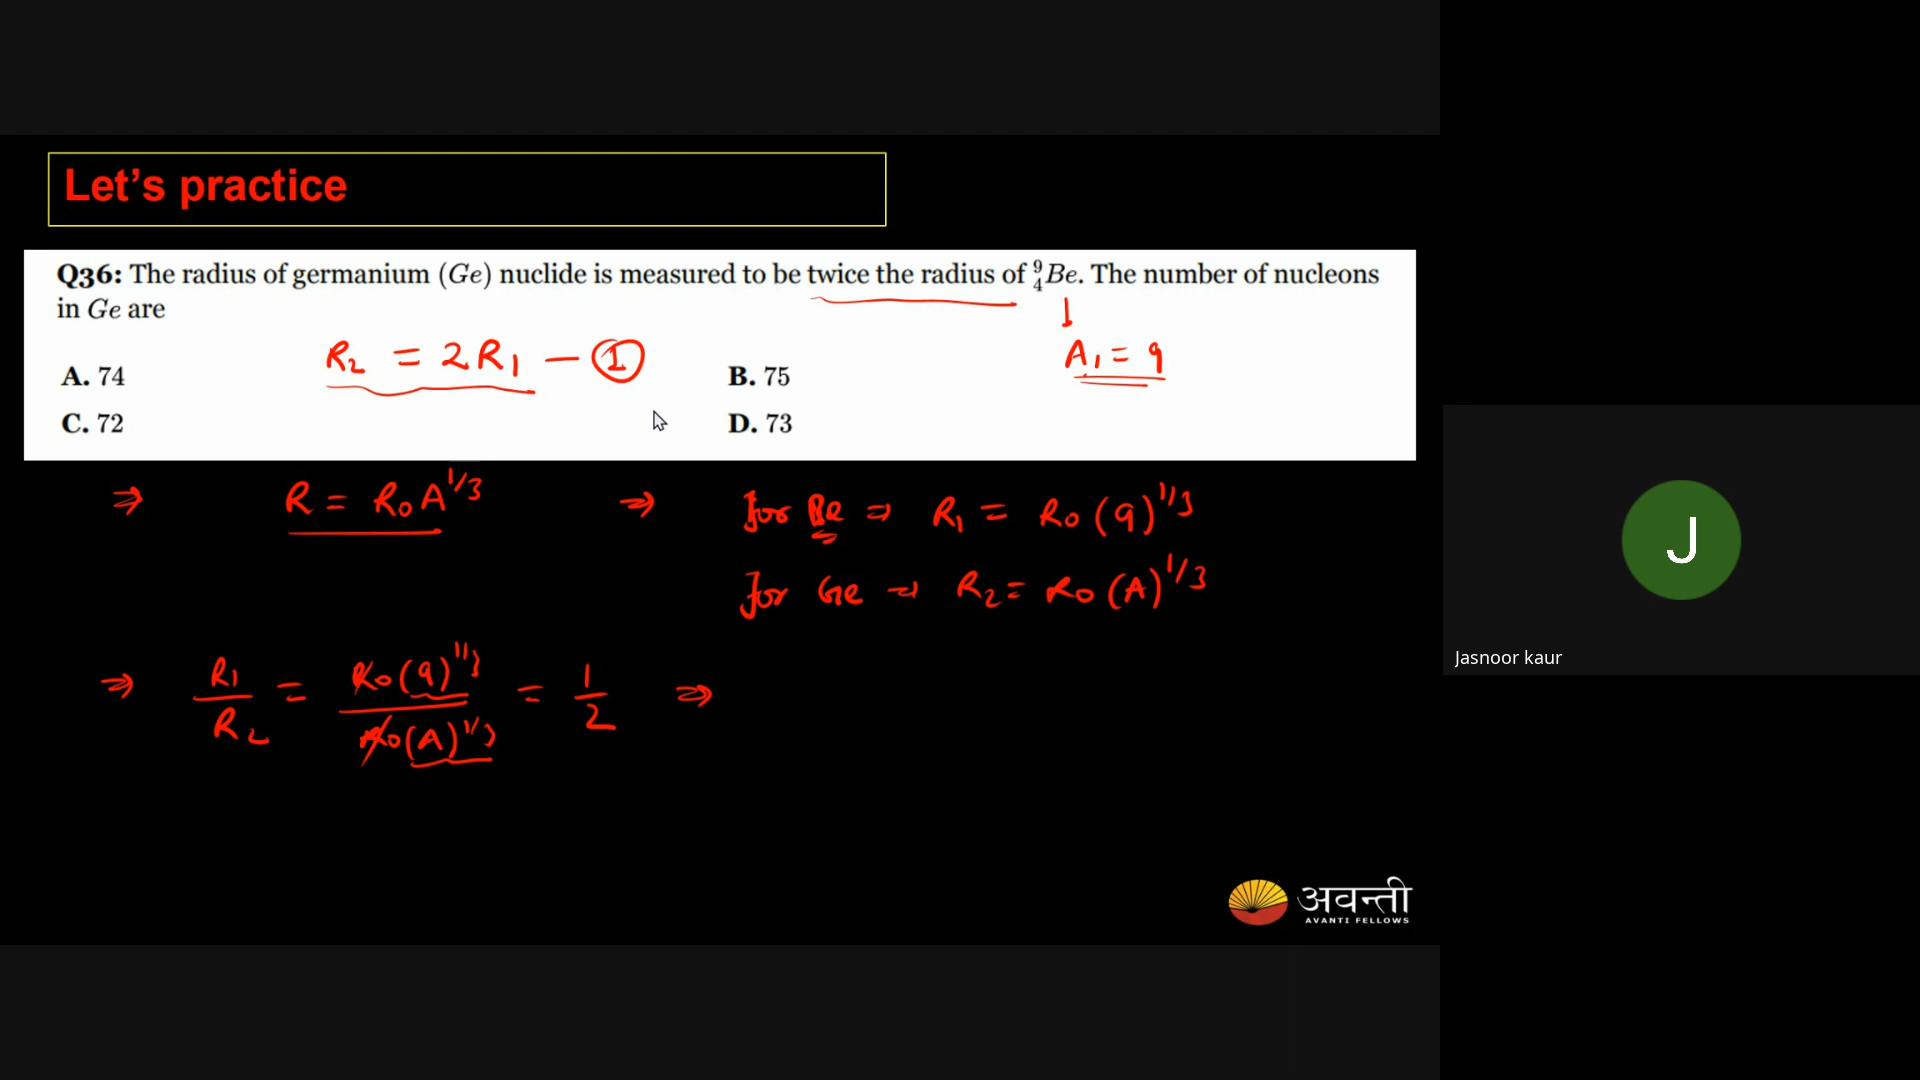 Let’s practice
Q36: The radius of germanium (Ge) nuclide is measured to be twice the radius of ⁹₄Be. The number of nucleons
in Ge are
A₁ = 9
R₂ = 2R₁ — ①
A. 74
B. 75
C. 72
D. 73
⇒ R = R₀A^1/3 ⇒ for Be ⇒ R₁ = R₀(9)^1/3
for Ge ⇒ R₂ = R₀(A)^1/3
⇒ R₁/R₂ = R₀(9)^1/3 / R₀(A)^1/3 = 1/2 ⇒
J
Jasnoor kaur
अवन्ती
AVANTI FELLOWS